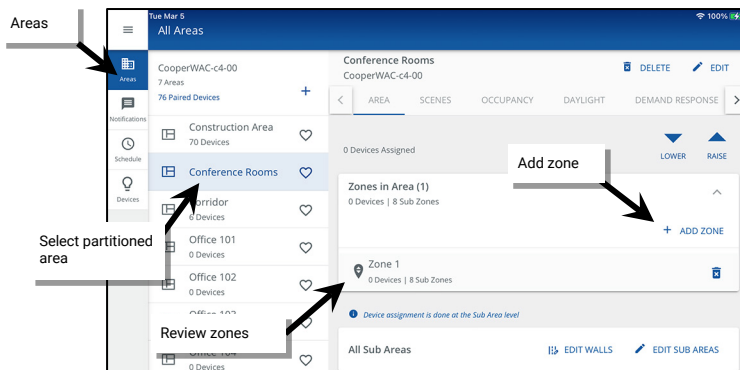 Areas
Tue Mar 5
100%
All Areas
Areas
Notifications
Schedule
Devices
CooperWAC-c4-00
7 Areas
76 Paired Devices
+
Construction Area
70 Devices
Conference Rooms
Corridor
6 Devices
Office 101
0 Devices
Office 102
0 Devices
Office 103
Office 104
0 Devices
Select partitioned
area
Review zones
Conference Rooms
CooperWAC-c4-00
DELETE
EDIT
AREA SCENES OCCUPANCY DAYLIGHT DEMAND RESPONSE
0 Devices Assigned
LOWER RAISE
Add zone
Zones in Area (1)
0 Devices | 8 Sub Zones
+ ADD ZONE
Zone 1
0 Devices | 8 Sub Zones
Device assignment is done at the Sub Area level
All Sub Areas
EDIT WALLS
EDIT SUB AREAS